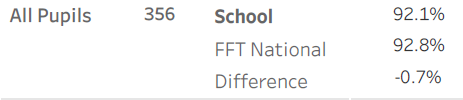 All Pupils 356 School 92.1%
FFT National 92.8%
Difference -0.7%